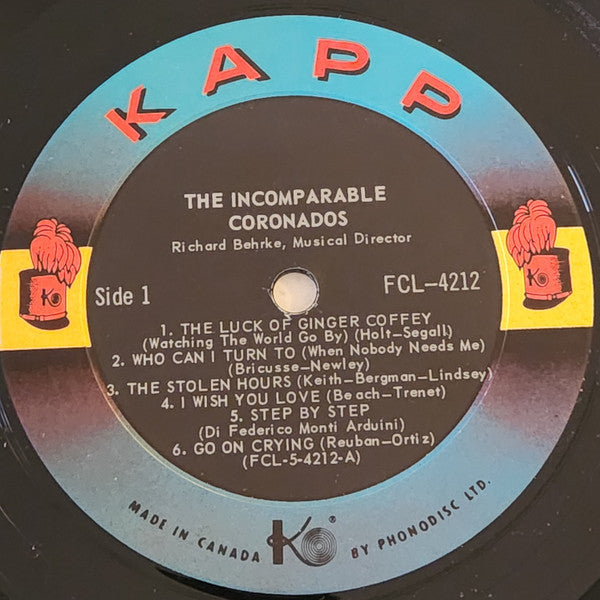 KAPP
THE INCOMPARABLE
CORONADOS
Richard Behrke, Musical Director
Side 1
FCL-4212
1. THE LUCK OF GINGER COFFEY
(Watching The World Go By) (Holt-Segall)
2. WHO CAN I TURN TO (When Nobody Needs Me)
(Bricusse-Newley)
3. THE STOLEN HOURS (Keith-Bergman-Lindsey)
4. I WISH YOU LOVE (Beach-Trenet)
5. STEP BY STEP
(Di Federico Monti Arduini)
6. GO ON CRYING (Reuban-Ortiz)
(FCL-5-4212-A)
K
K
K ®
MADE IN CANADA BY PHONODISC LTD.